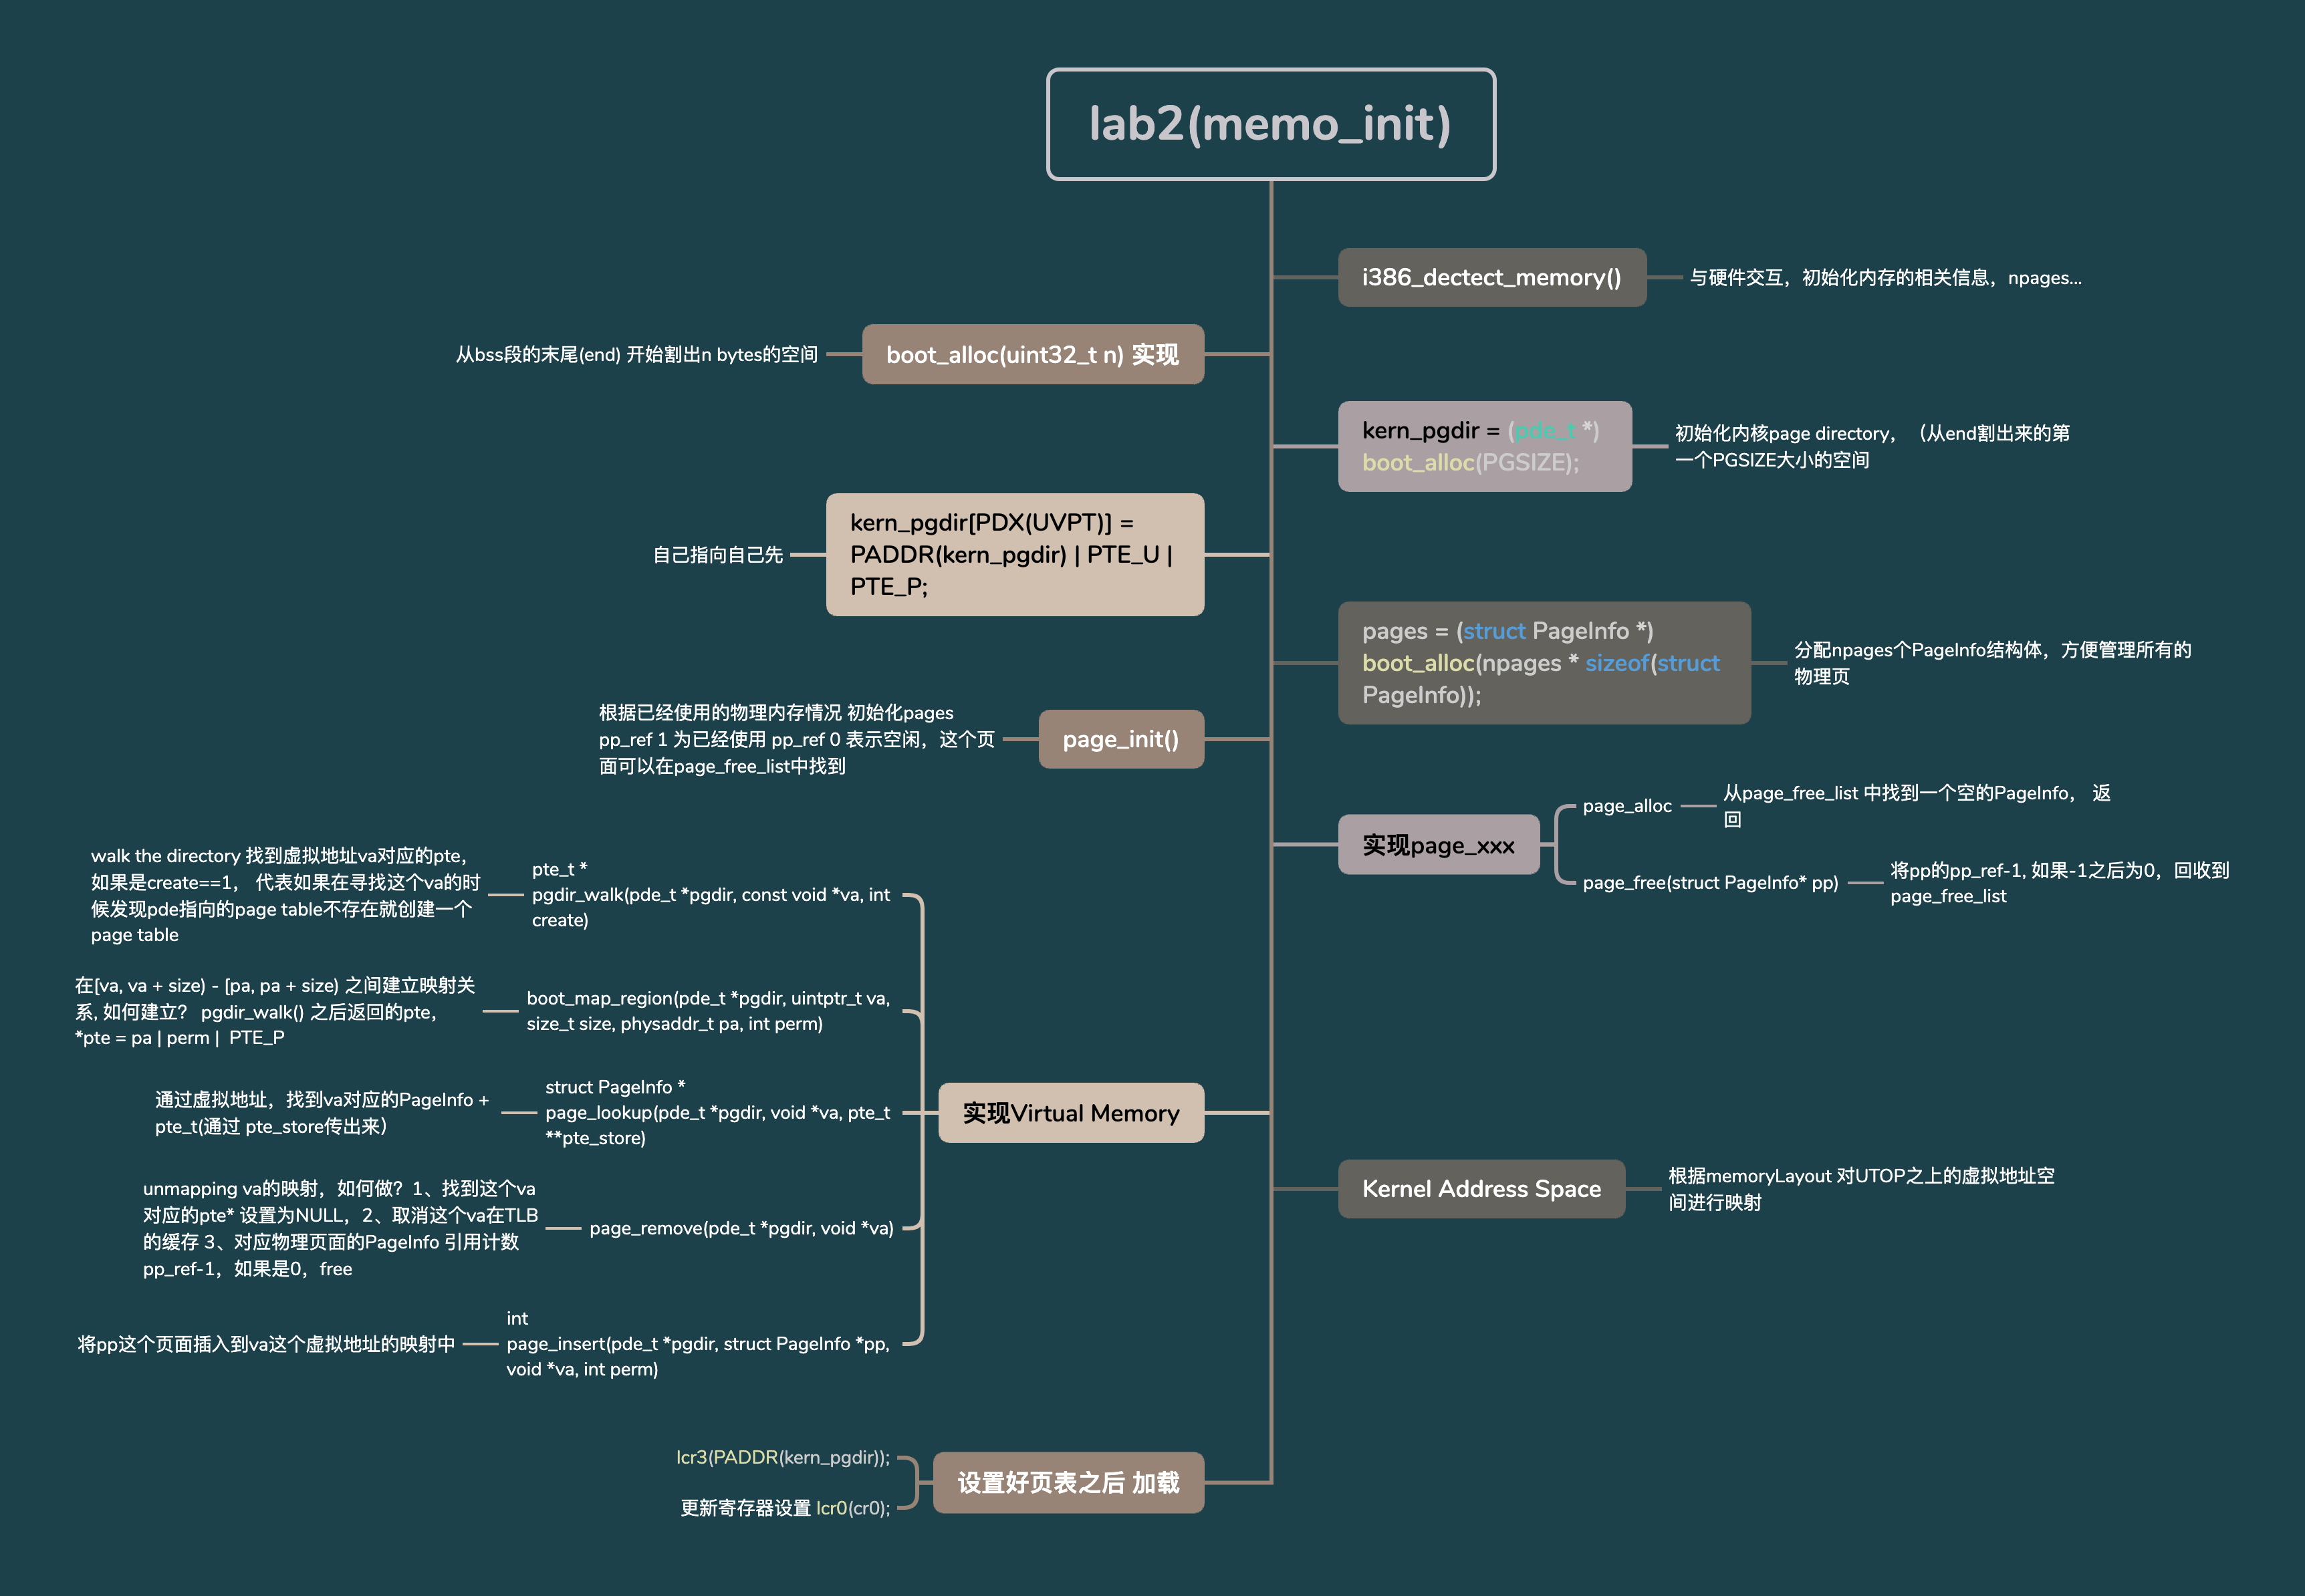 lab2(memo_init)
i386_dectect_memory()
与硬件交互，初始化内存的相关信息，npages...
boot_alloc(uint32_t n) 实现
从bss段的末尾(end) 开始割出n bytes的空间
kern_pgdir = (pde_t *)
boot_alloc(PGSIZE);
初始化内核page directory， （从end割出来的第
一个PGSIZE大小的空间
kern_pgdir[PDX(UVPT)] =
PADDR(kern_pgdir) | PTE_U |
PTE_P;
自己指向自己先
pages = (struct PageInfo *)
boot_alloc(npages * sizeof(struct
PageInfo));
分配npages个PageInfo结构体，方便管理所有的
物理页
page_init()
根据已经使用的物理内存情况 初始化pages
pp_ref 1 为已经使用 pp_ref 0 表示空闲，这个页
面可以在page_free_list中找到
实现page_xxx
page_alloc
从page_free_list 中找到一个空的PageInfo， 返
回
page_free(struct PageInfo* pp)
将pp的pp_ref-1, 如果-1之后为0，回收到
page_free_list
实现Virtual Memory
pte_t *
pgdir_walk(pde_t *pgdir, const void *va, int
create)
walk the directory 找到虚拟地址va对应的pte，
如果是create==1， 代表如果在寻找这个va的时
候发现pde指向的page table不存在就创建一个
page table
boot_map_region(pde_t *pgdir, uintptr_t va,
size_t size, physaddr_t pa, int perm)
在[va, va + size) - [pa, pa + size) 之间建立映射关
系, 如何建立？ pgdir_walk() 之后返回的pte，
*pte = pa | perm | PTE_P
struct PageInfo *
page_lookup(pde_t *pgdir, void *va, pte_t
**pte_store)
通过虚拟地址，找到va对应的PageInfo +
pte_t(通过 pte_store传出来）
page_remove(pde_t *pgdir, void *va)
unmapping va的映射，如何做？1、找到这个va
对应的pte* 设置为NULL，2、取消这个va在TLB
的缓存 3、对应物理页面的PageInfo 引用计数
pp_ref-1，如果是0，free
int
page_insert(pde_t *pgdir, struct PageInfo *pp,
void *va, int perm)
将pp这个页面插入到va这个虚拟地址的映射中
Kernel Address Space
根据memoryLayout 对UTOP之上的虚拟地址空
间进行映射
设置好页表之后 加载
lcr3(PADDR(kern_pgdir));
更新寄存器设置 lcr0(cr0);